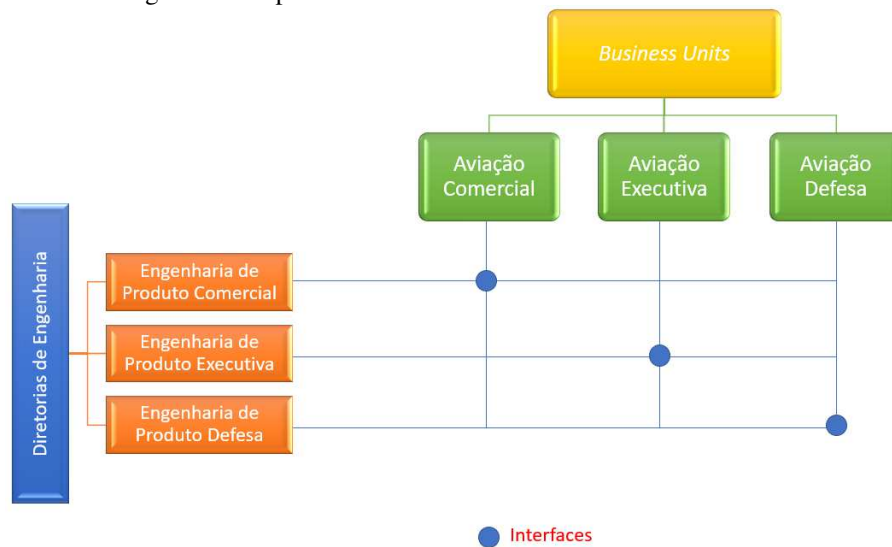 Business Units
Aviação
Comercial
Aviação
Executiva
Aviação
Defesa
Diretorias de Engenharia
Engenharia de
Produto Comercial
Engenharia de
Produto Executiva
Engenharia de
Produto Defesa
Interfaces